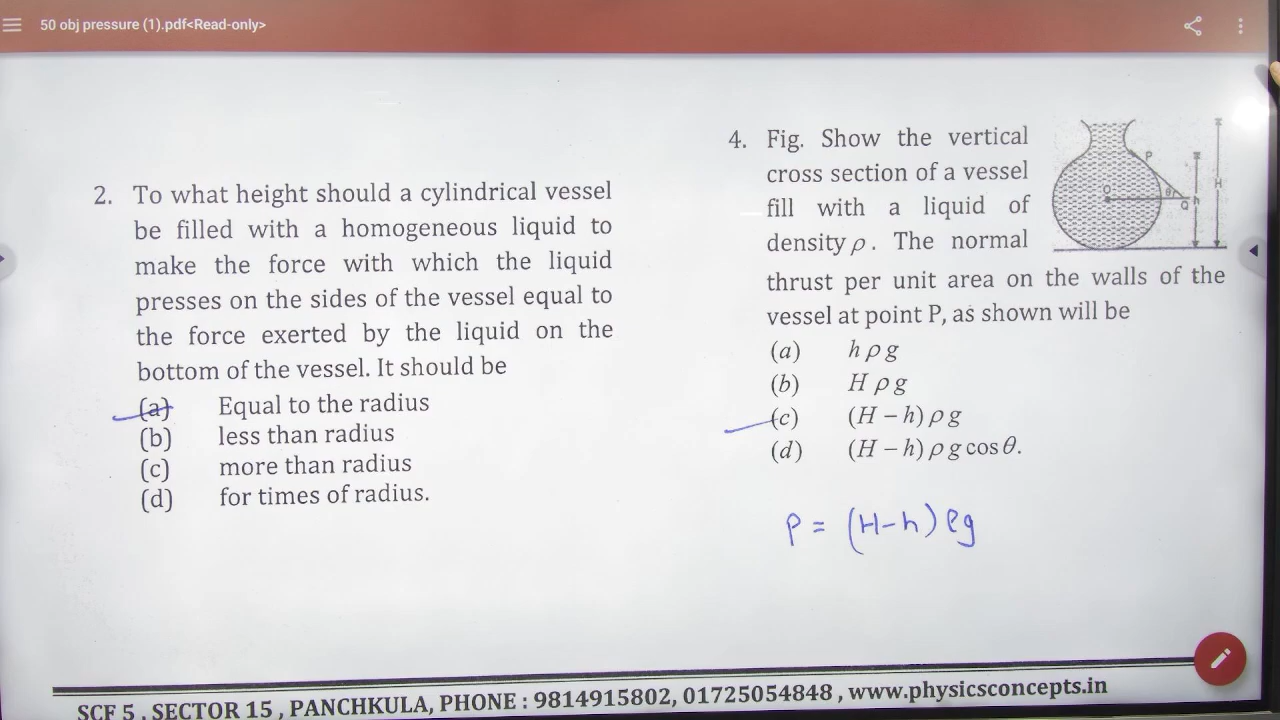 50 obj pressure (1).pdf<Read-only>
2. To what height should a cylindrical vessel
be filled with a homogeneous liquid to
make the force with which the liquid
presses on the sides of the vessel equal to
the force exerted by the liquid on the
bottom of the vessel. It should be
(a) Equal to the radius
(b) less than radius
(c) more than radius
(d) for times of radius.
4. Fig. Show the vertical
cross section of a vessel
fill with a liquid of
density ρ. The normal
thrust per unit area on the walls of the
vessel at point P, as shown will be
(a) h ρ g
(b) H ρ g
(c) (H – h) ρ g
(d) (H – h) ρ g cos θ.
P
O
θ
Q
h
H
P = (H-h) ρg
SCF 5 , SECTOR 15 , PANCHKULA, PHONE : 9814915802, 01725054848 , www.physicsconcepts.in